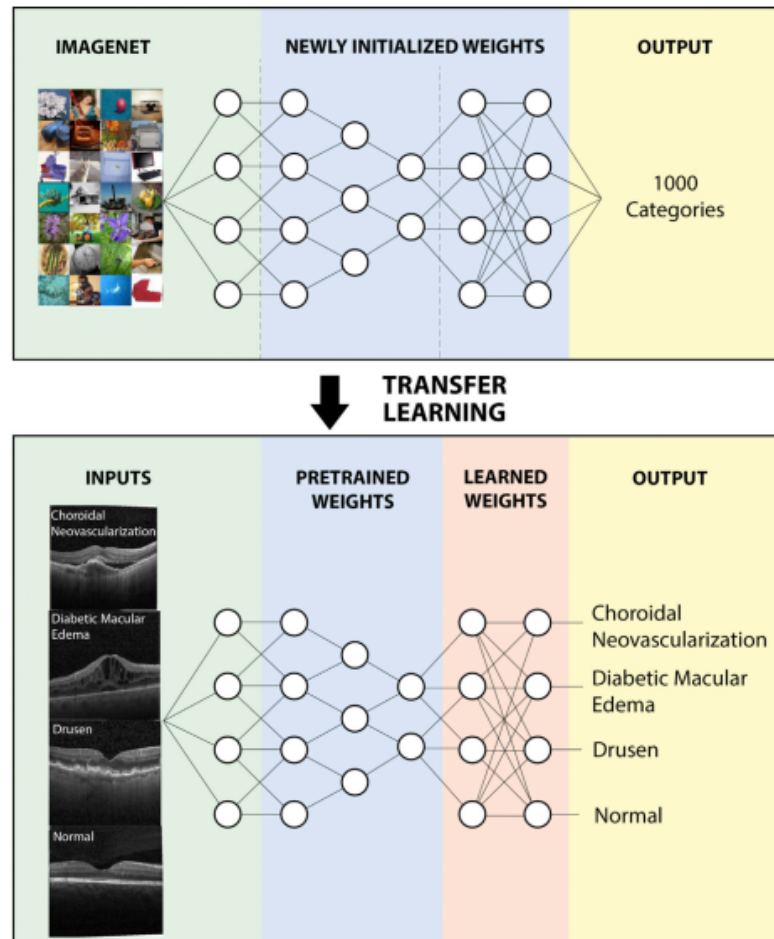 IMAGENET
NEWLY INITIALIZED WEIGHTS
OUTPUT
1000
Categories
TRANSFER
LEARNING
INPUTS
PRETRAINED
WEIGHTS
LEARNED
WEIGHTS
OUTPUT
Choroidal
Neovascularization
Diabetic Macular
Edema
Drusen
Normal
Choroidal
Neovascularization
Diabetic Macular
Edema
Drusen
Normal